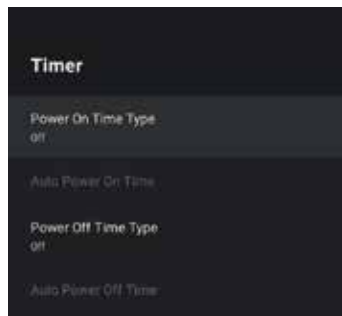 Timer
Power On Time Type
Off
Auto Power On Time
Power Off Time Type
Off
Auto Power Off Time